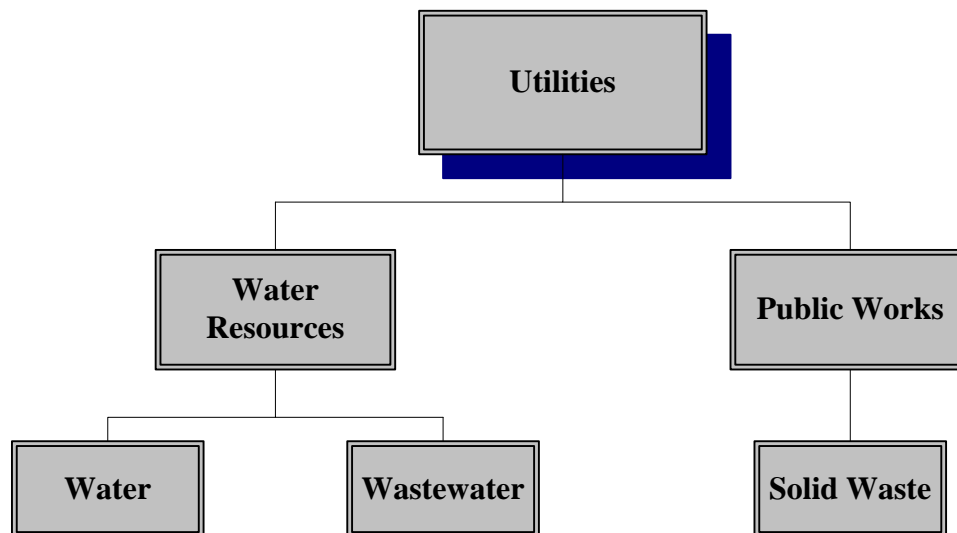 Utilities
Water
Resources
Public Works
Water
Wastewater
Solid Waste